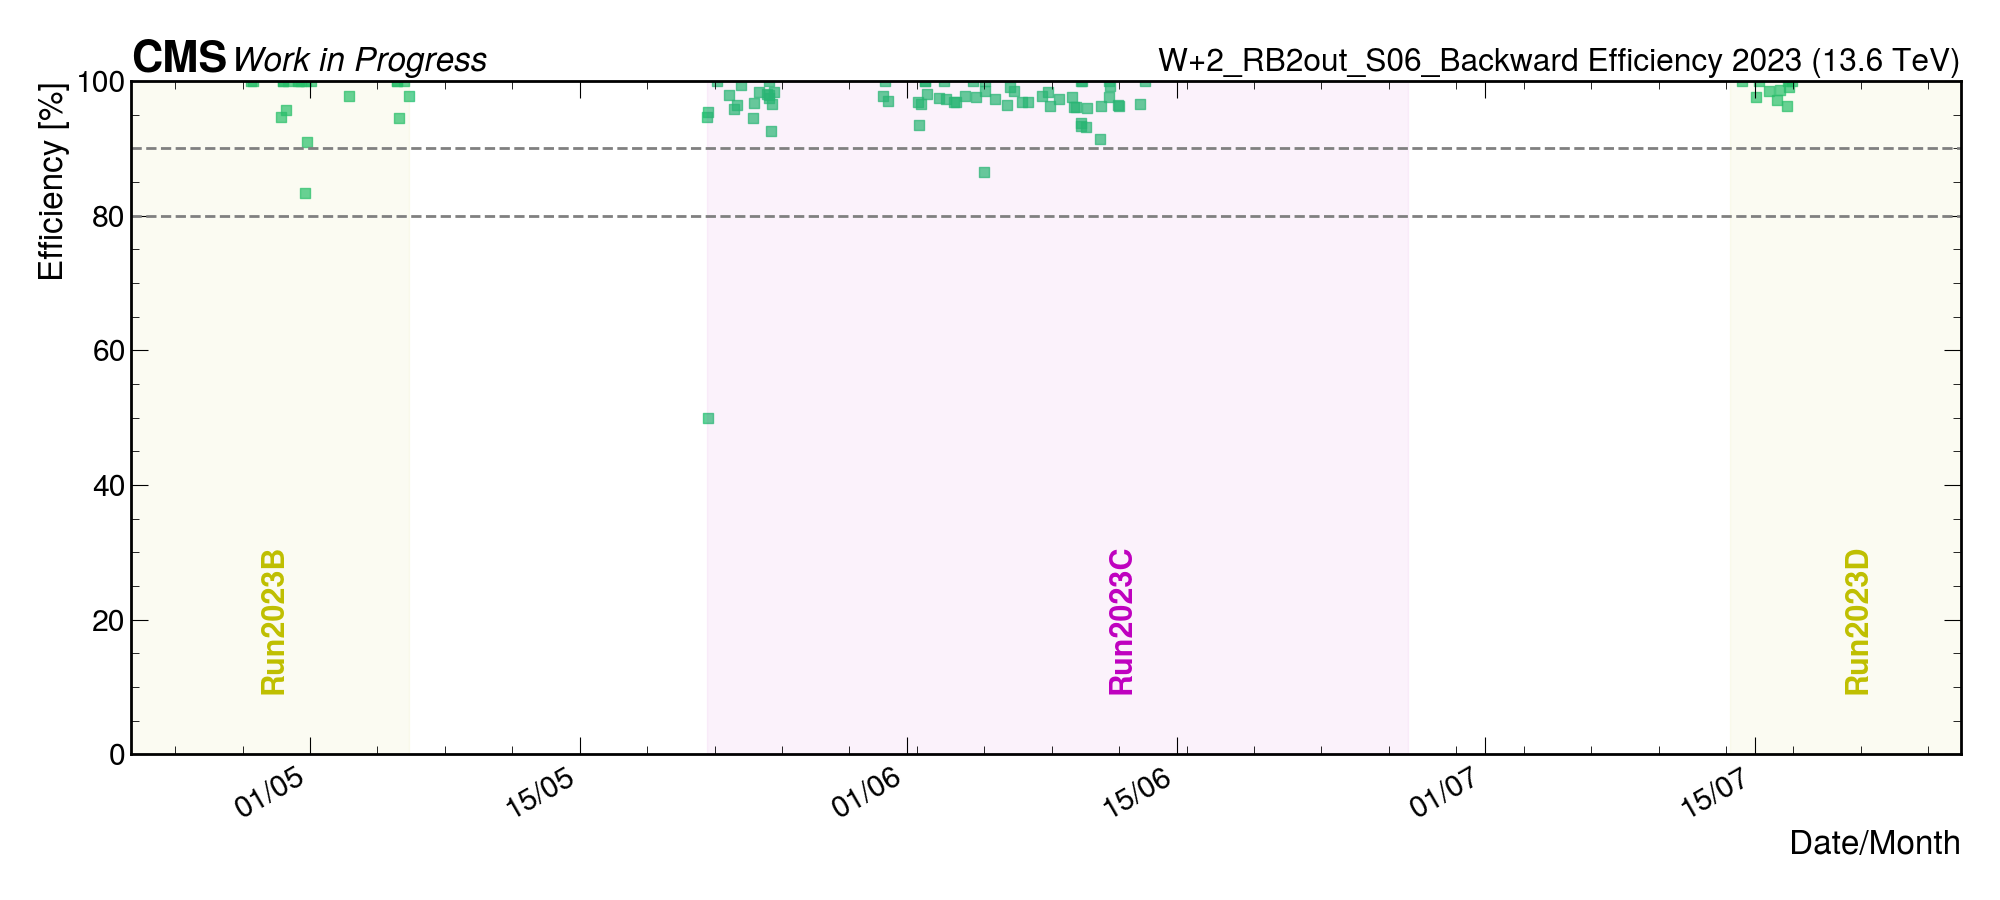 CMS Work in Progress
W+2_RB2out_S06_Backward Efficiency 2023 (13.6 TeV)
Efficiency [%]
100
80
60
40
20
0
Run2023B
Run2023C
Run2023D
01/05
15/05
01/06
15/06
01/07
15/07
Date/Month